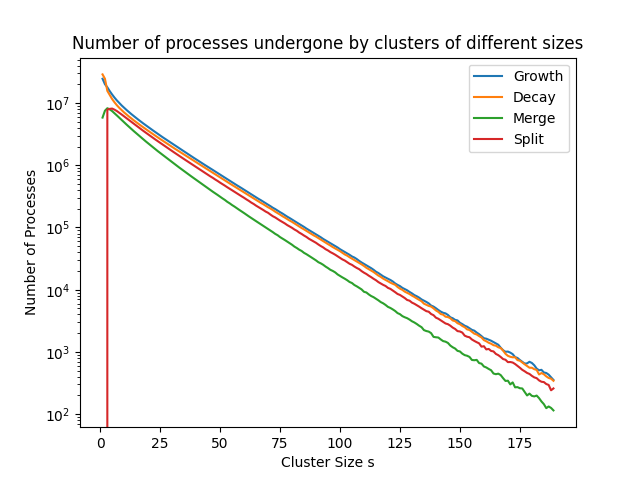 Number of processes undergone by clusters of different sizes
Growth
Decay
Merge
Split
Number of Processes
10^7
10^6
10^5
10^4
10^3
10^2
0 25 50 75 100 125 150 175
Cluster Size s